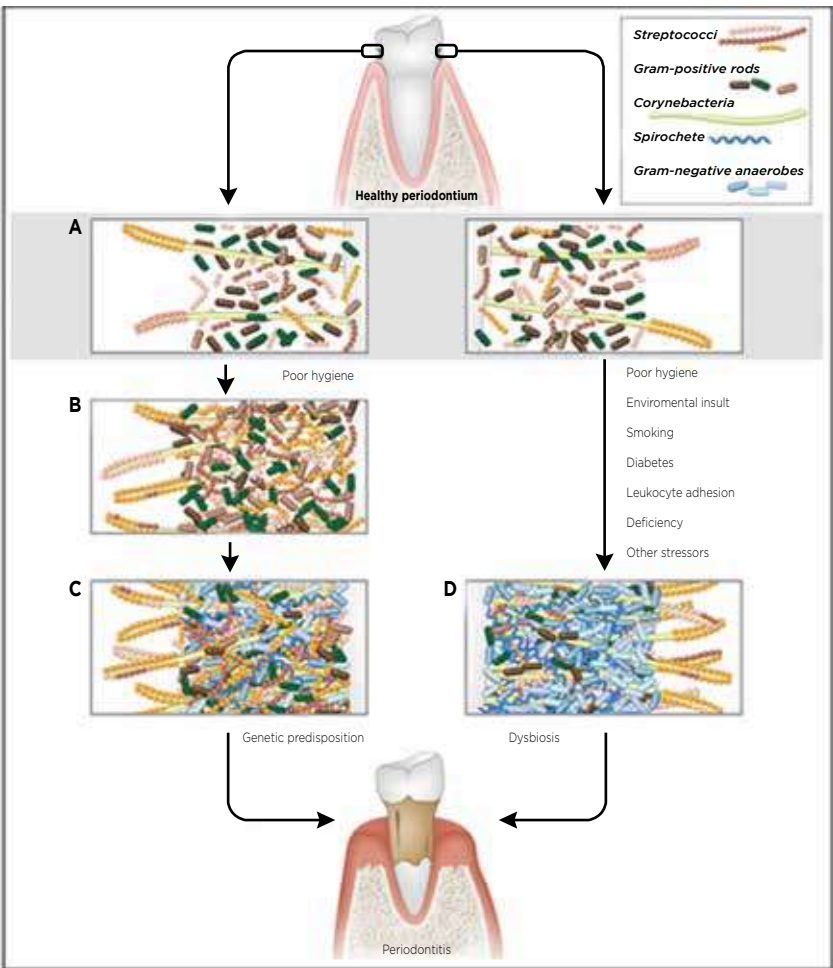 Streptococci
Gram-positive rods
Corynebacteria
Spirochete
Gram-negative anaerobes
Healthy periodontium
A
Poor hygiene
B
Poor hygiene
Enviromental insult
Smoking
Diabetes
Leukocyte adhesion
Deficiency
Other stressors
C
D
Genetic predisposition
Dysbiosis
Periodontitis